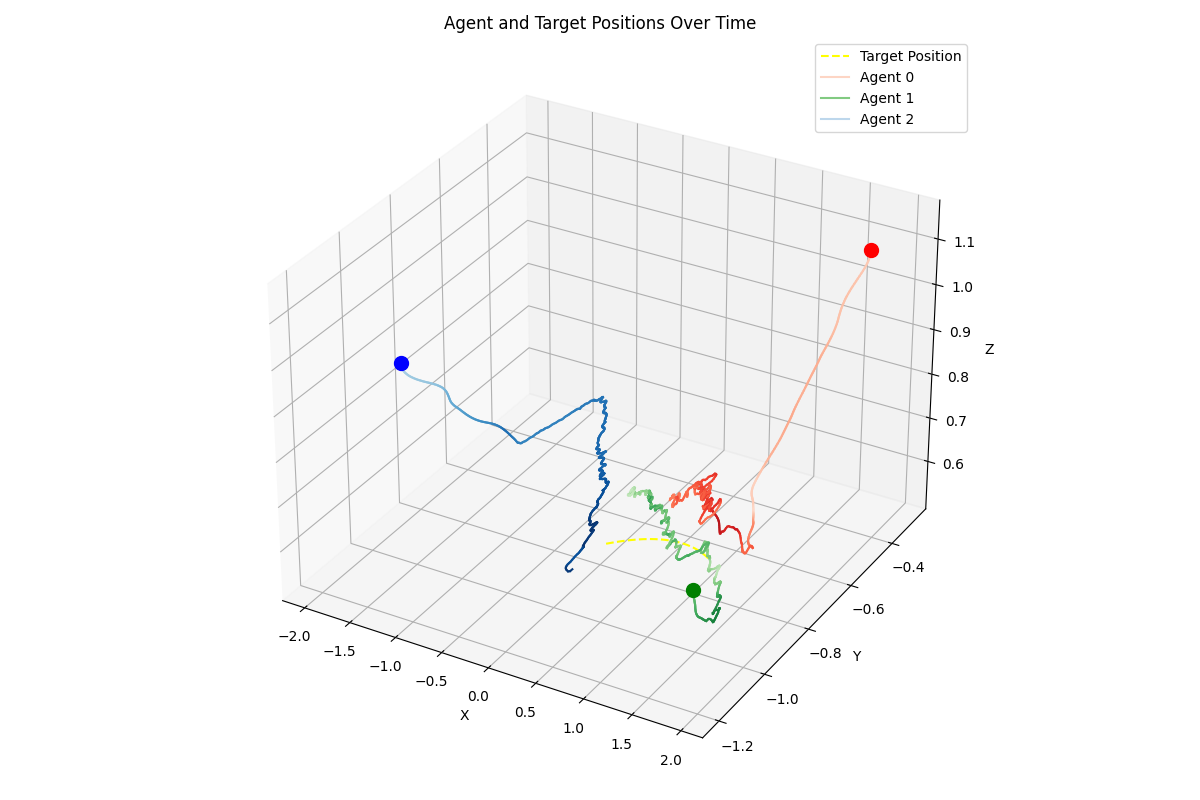 Agent and Target Positions Over Time
Target Position
Agent 0
Agent 1
Agent 2
1.1
1.0
0.9
0.8
0.7
0.6
Z
−0.4
−0.6
−0.8
−1.0
−1.2
Y
−2.0
−1.5
−1.0
−0.5
0.0
0.5
1.0
1.5
2.0
X